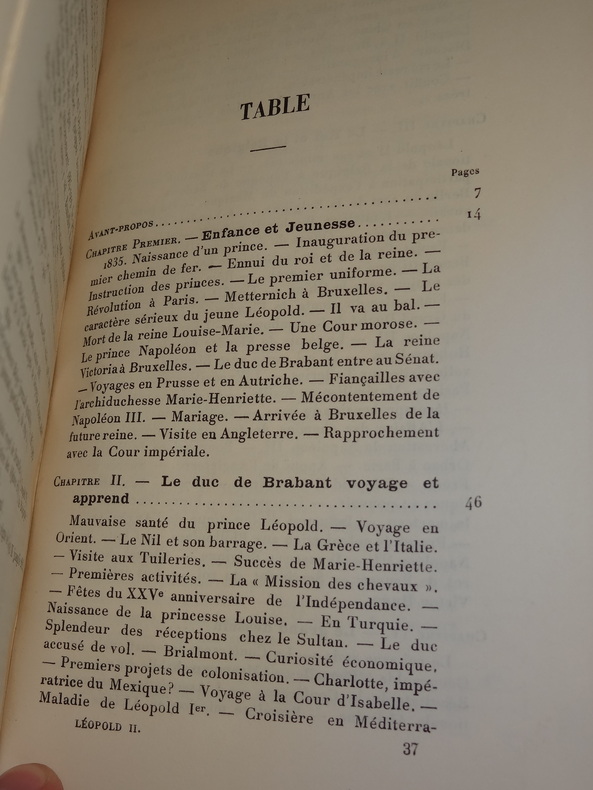 TABLE
Pages
AVANT-PROPOS........................................ 7
CHAPITRE PREMIER. — Enfance et Jeunesse........... 14
1835. Naissance d'un prince. — Inauguration du pre-
mier chemin de fer. — Ennui du roi et de la reine. —
Instruction des princes. — Le premier uniforme. — La
Révolution à Paris. — Metternich à Bruxelles. — Le
caractère sérieux du jeune Léopold. — Il va au bal. —
Mort de la reine Louise-Marie. — Une Cour morose. —
Le prince Napoléon et la presse belge. — La reine
Victoria à Bruxelles. — Le duc de Brabant entre au Sénat.
— Voyages en Prusse et en Autriche. — Fiançailles avec
l'archiduchesse Marie-Henriette. — Mécontentement de
Napoléon III. — Mariage. — Arrivée à Bruxelles de la
future reine. — Visite en Angleterre. — Rapprochement
avec la Cour impériale.
CHAPITRE II. — Le duc de Brabant voyage et
apprend ..................................... 46
Mauvaise santé du prince Léopold. — Voyage en
Orient. — Le Nil et son barrage. — La Grèce et l'Italie.
— Visite aux Tuileries. — Succès de Marie-Henriette.
— Premières activités. — La « Mission des chevaux ».
— Fêtes du XXVe anniversaire de l'Indépendance. —
Naissance de la princesse Louise. — En Turquie. —
Splendeur des réceptions chez le Sultan. — Le duc
accusé de vol. — Brialmont. — Curiosité économique.
— Premiers projets de colonisation. — Charlotte, impé-
ratrice du Mexique? — Voyage à la Cour d'Isabelle. —
Maladie de Léopold Ier. — Croisière en Méditerra-
LÉOPOLD II. 37